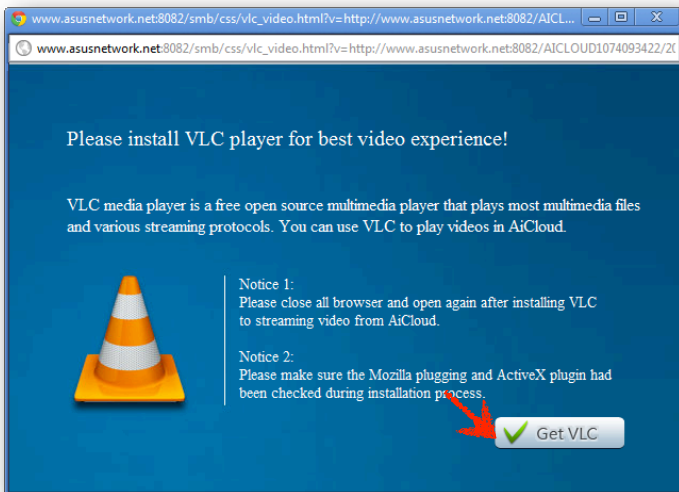 www.asusnetwork.net:8082/smb/css/vlc_video.html?v=http://www.asusnetwork.net:8082/AICL...
www.asusnetwork.net:8082/smb/css/vlc_video.html?v=http://www.asusnetwork.net:8082/AICLOUD1074093422/20
Please install VLC player for best video experience!
VLC media player is a free open source multimedia player that plays most multimedia files
and various streaming protocols. You can use VLC to play videos in AiCloud.
Notice 1:
Please close all browser and open again after installing VLC
to streaming video from AiCloud.
Notice 2:
Please make sure the Mozilla plugging and ActiveX plugin had
been checked during installation process.
Get VLC